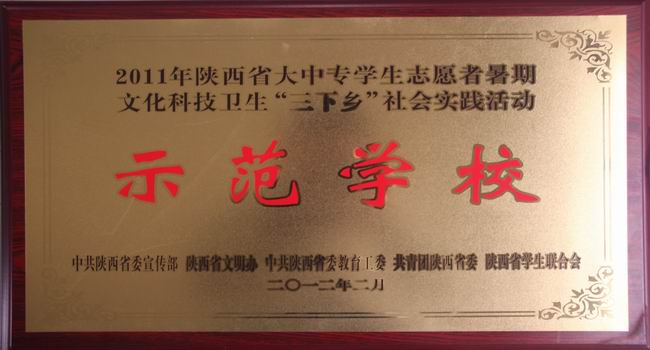 2011年陕西省大中专学生志愿者暑期
文化科技卫生“三下乡”社会实践活动
示范学校
中共陕西省委宣传部 陕西省文明办 中共陕西省委教育工委 共青团陕西省委 陕西省学生联合会
二〇一二年二月